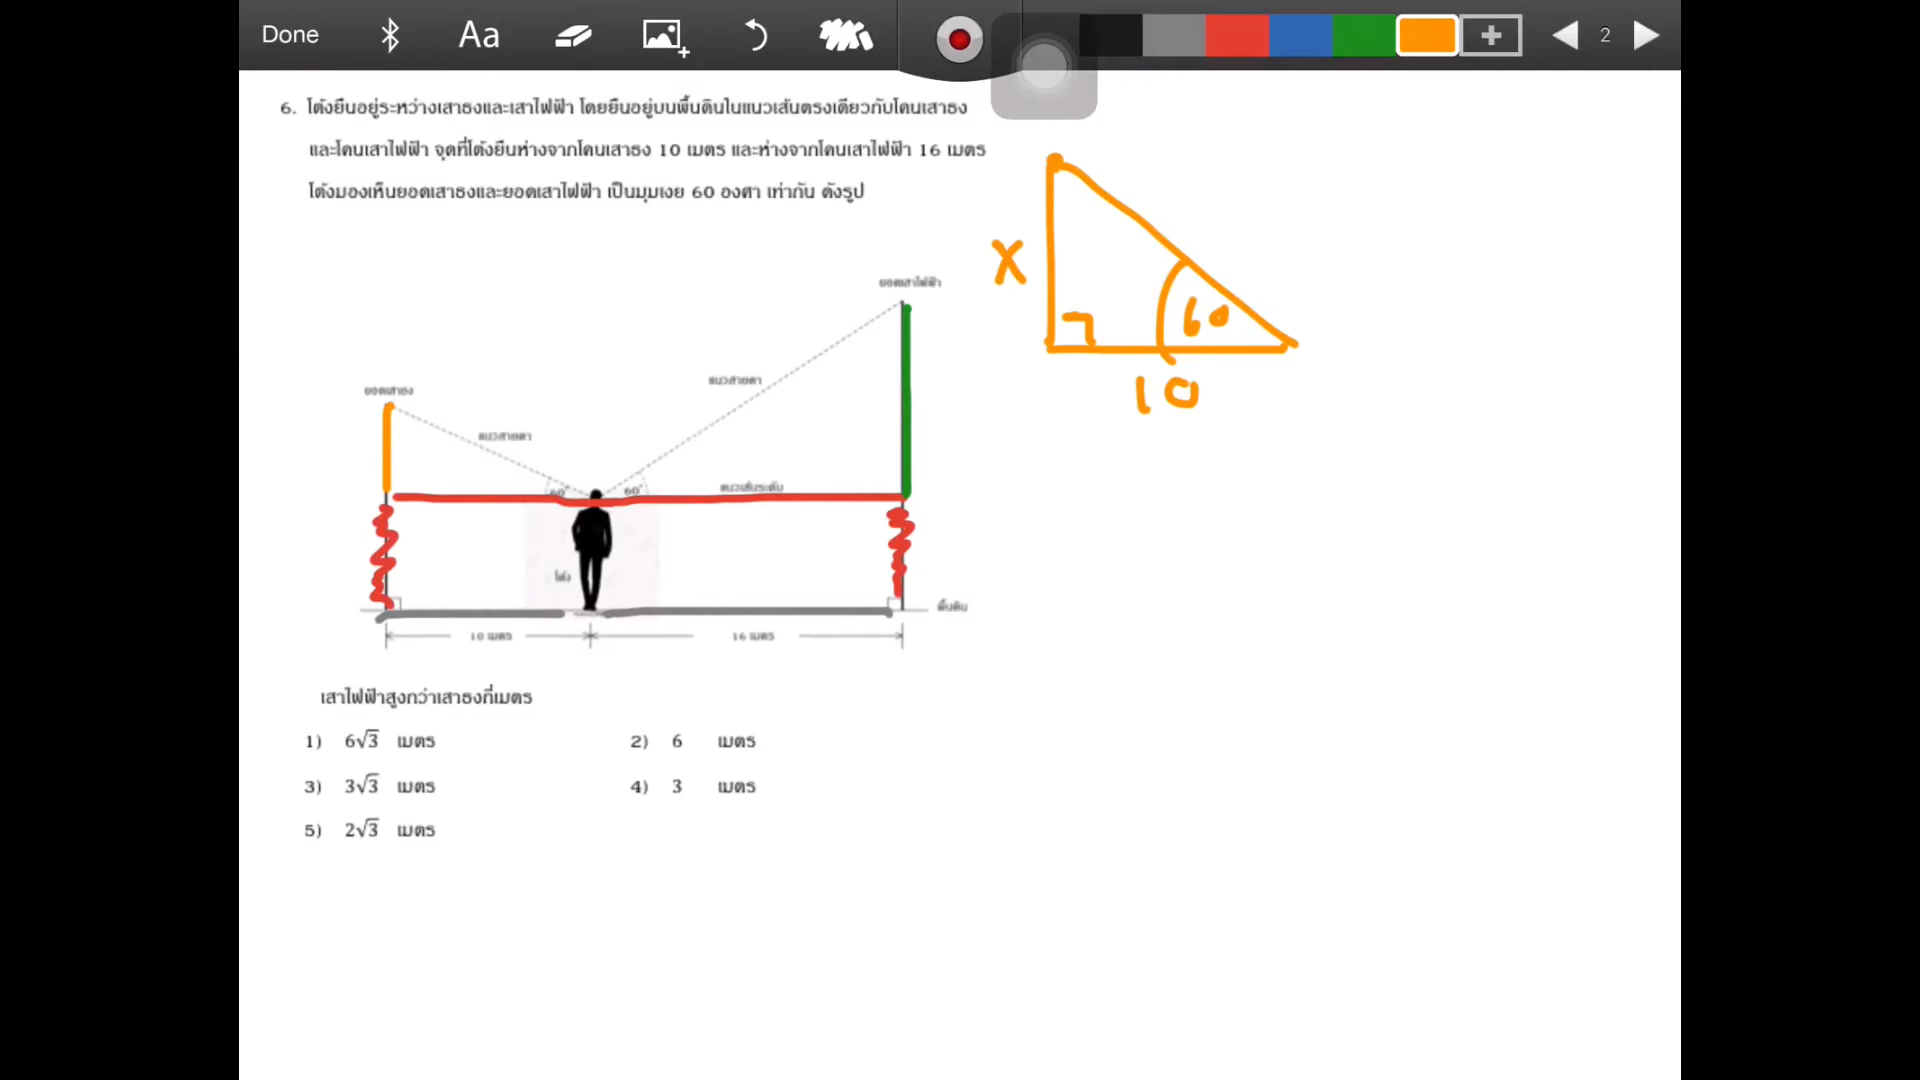 Done
Aa
2
6. โต้งยืนอยู่ระหว่างเสาธงและเสาไฟฟ้า โดยยืนอยู่บนพื้นดินในแนวเส้นตรงเดียวกับโคนเสาธง
และโคนเสาไฟฟ้า จุดที่โต้งยืนห่างจากโคนเสาธง 10 เมตร และห่างจากโคนเสาไฟฟ้า 16 เมตร
โต้งมองเห็นยอดเสาธงและยอดเสาไฟฟ้า เป็นมุมเงย 60 องศา เท่ากัน ดังรูป
X
60
10
ยอดเสาไฟฟ้า
แนวสายตา
ยอดเสาธง
แนวสายตา
60°
60°
แนวเส้นระดับ
โต้ง
พื้นดิน
10 เมตร
16 เมตร
เสาไฟฟ้าสูงกว่าเสาธงกี่เมตร
1) 6√3 เมตร
2) 6 เมตร
3) 3√3 เมตร
4) 3 เมตร
5) 2√3 เมตร